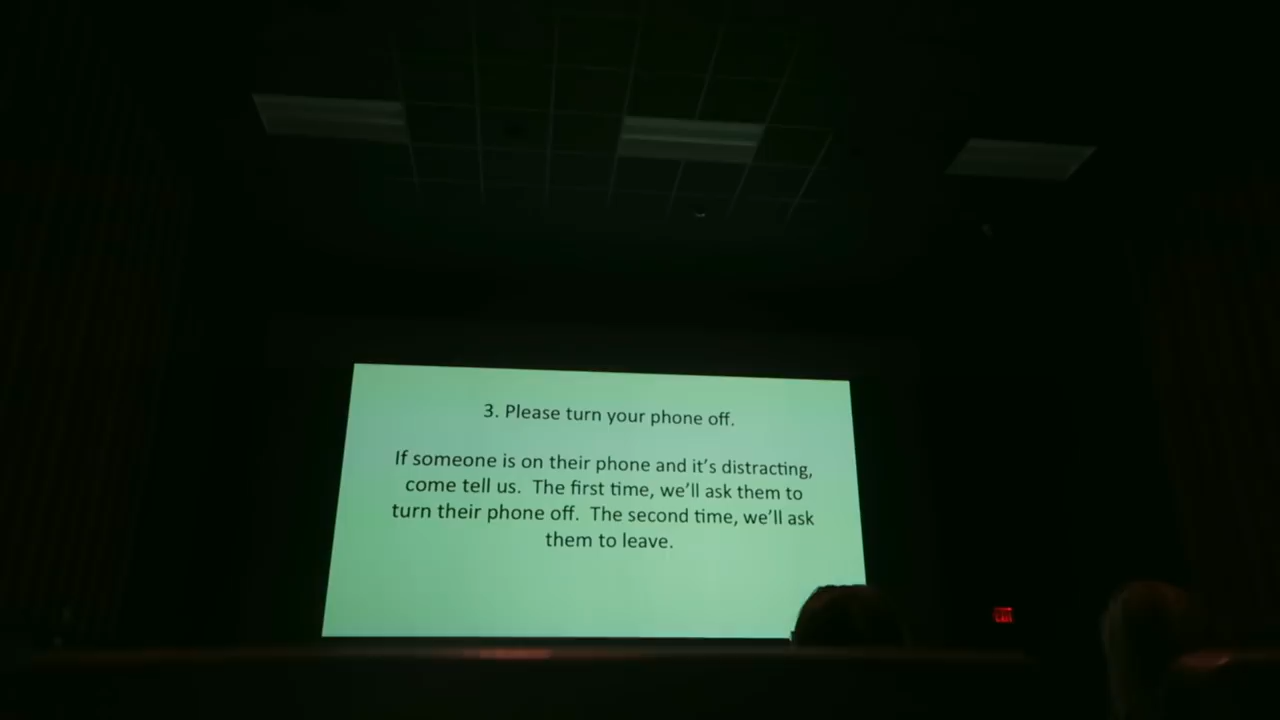 3. Please turn your phone off.
If someone is on their phone and it's distracting,
come tell us.  The first time, we'll ask them to
turn their phone off.  The second time, we'll ask
them to leave.
EXIT